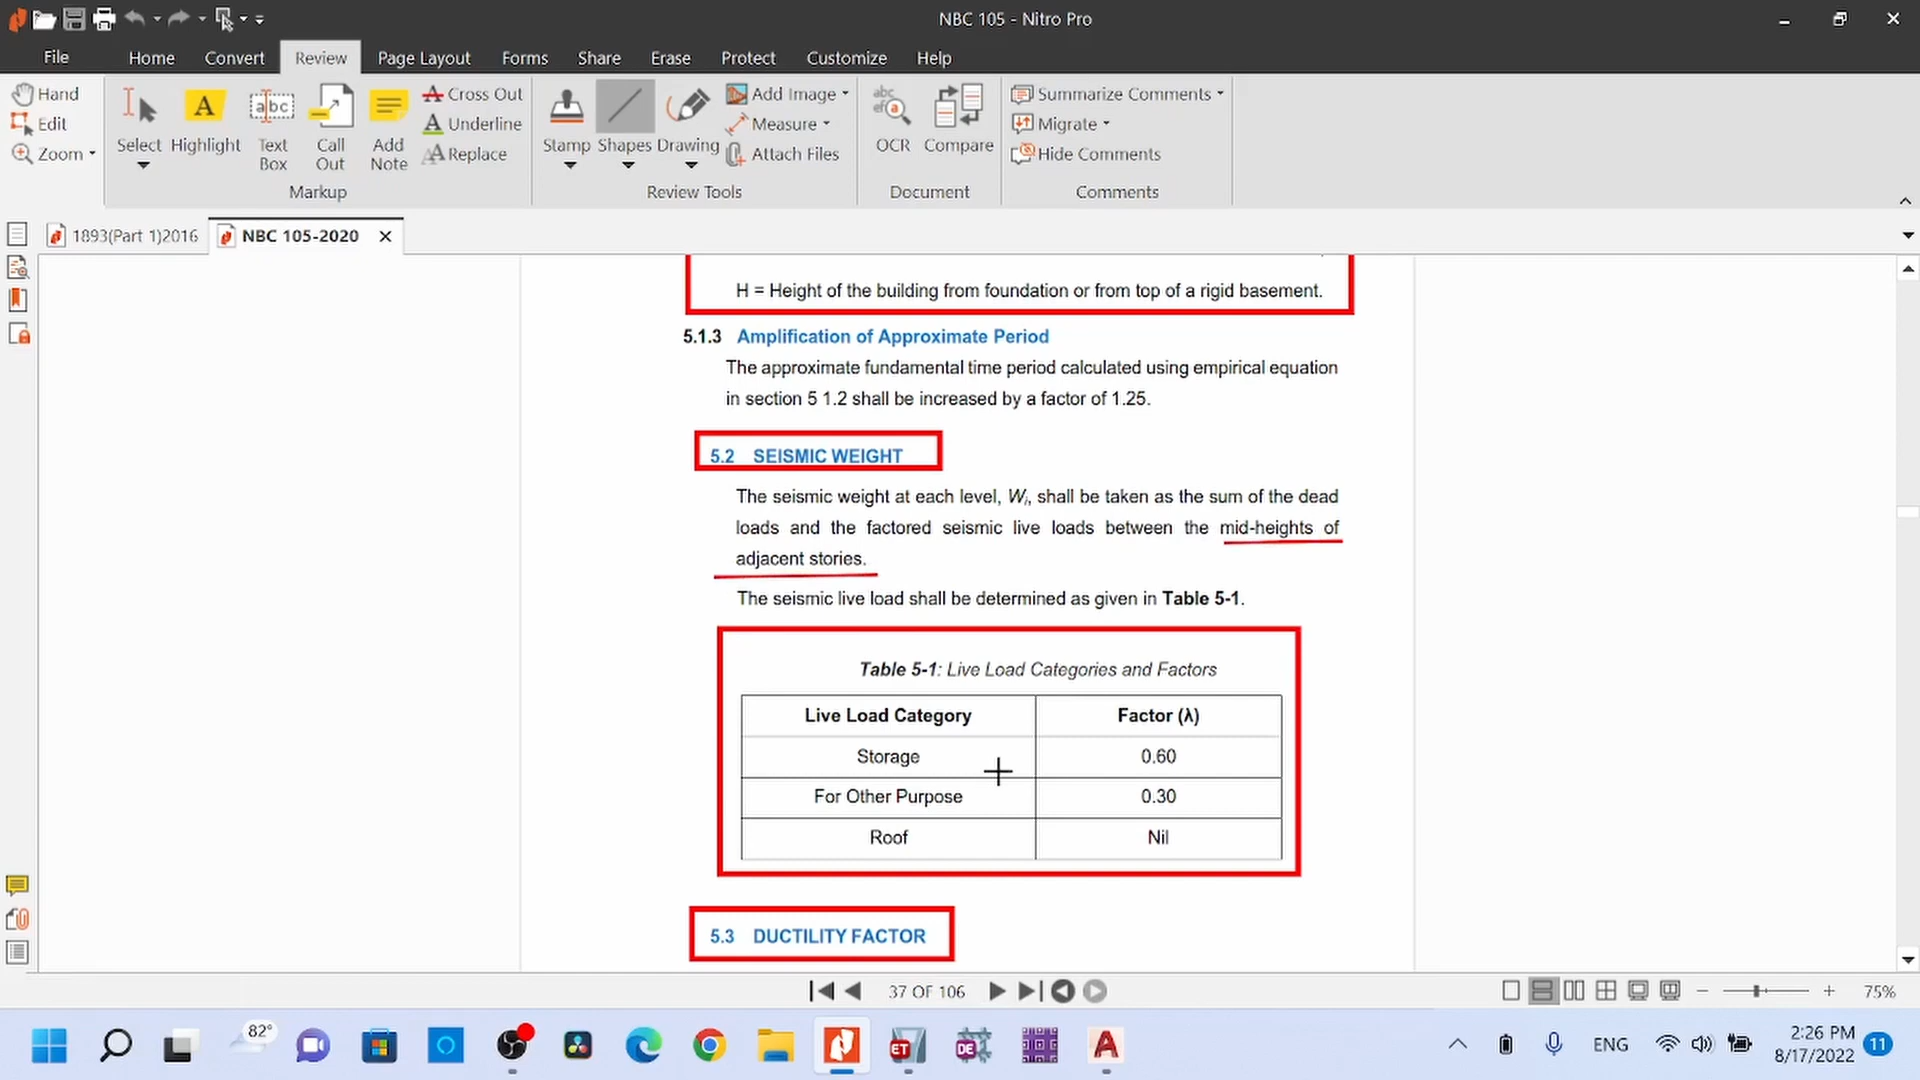 NBC 105 - Nitro Pro
File Home Convert Review Page Layout Forms Share Erase Protect Customize Help
Hand
Edit
Zoom
Select
Highlight
Text Box
Call Out
Add Note
Cross Out
Underline
Replace
Markup
Stamp
Shapes
Drawing
Add Image
Measure
Attach Files
Review Tools
OCR
Compare
Document
Summarize Comments
Migrate
Hide Comments
Comments
1893(Part 1)2016
NBC 105-2020
H = Height of the building from foundation or from top of a rigid basement.
5.1.3 Amplification of Approximate Period
The approximate fundamental time period calculated using empirical equation
in section 5 1.2 shall be increased by a factor of 1.25.
5.2 SEISMIC WEIGHT
The seismic weight at each level, Wi, shall be taken as the sum of the dead
loads and the factored seismic live loads between the mid-heights of
adjacent stories.
The seismic live load shall be determined as given in Table 5-1.
Table 5-1: Live Load Categories and Factors
Live Load Category Factor (λ)
Storage 0.60
For Other Purpose 0.30
Roof Nil
5.3 DUCTILITY FACTOR
37 OF 106
75%
82°
ET
DE
ENG
2:26 PM
8/17/2022
11